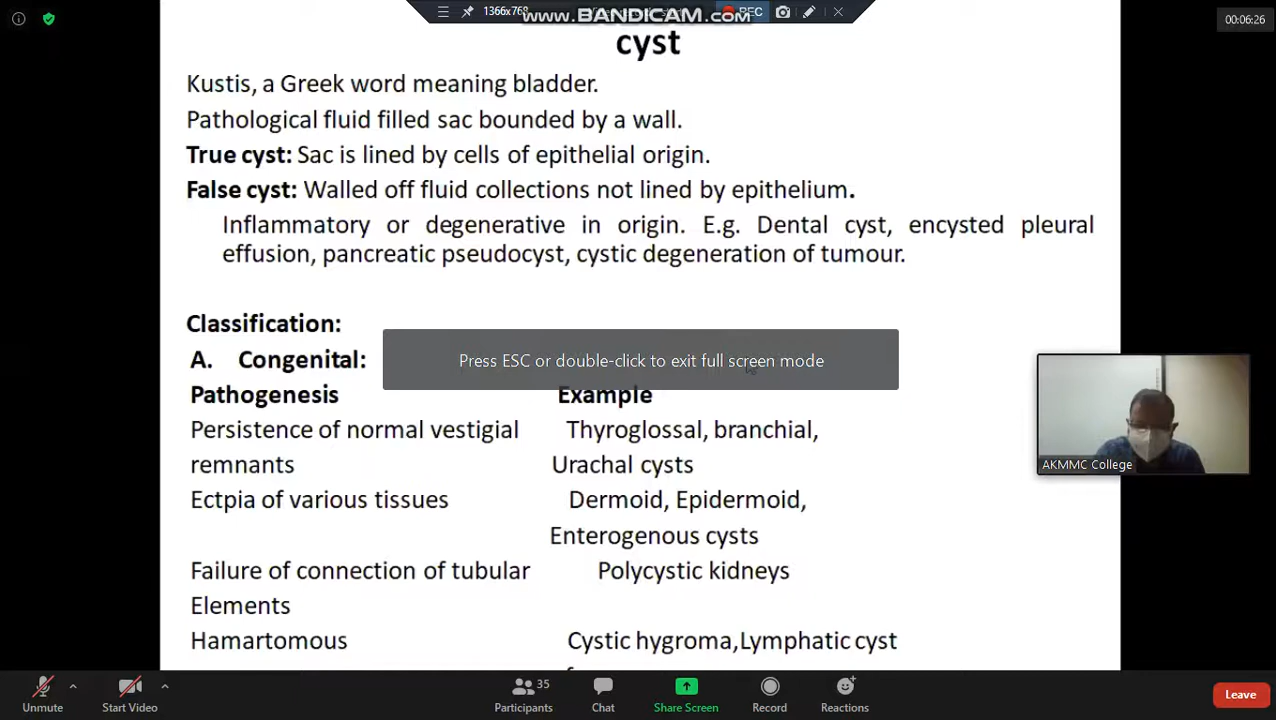 1366x768
www.BANDICAM.com
REC
00:06:26
cyst
Kustis, a Greek word meaning bladder.
Pathological fluid filled sac bounded by a wall.
True cyst: Sac is lined by cells of epithelial origin.
False cyst: Walled off fluid collections not lined by epithelium.
Inflammatory or degenerative in origin. E.g. Dental cyst, encysted pleural
effusion, pancreatic pseudocyst, cystic degeneration of tumour.
Classification:
A. Congenital:
Press ESC or double-click to exit full screen mode
Pathogenesis Example
Persistence of normal vestigial Thyroglossal, branchial,
remnants Urachal cysts
Ectpia of various tissues Dermoid, Epidermoid,
Enterogenous cysts
Failure of connection of tubular Polycystic kidneys
Elements
Hamartomous Cystic hygroma,Lymphatic cyst
AKMMC College
Unmute
Start Video
35
Participants
Chat
Share Screen
Record
Reactions
Leave